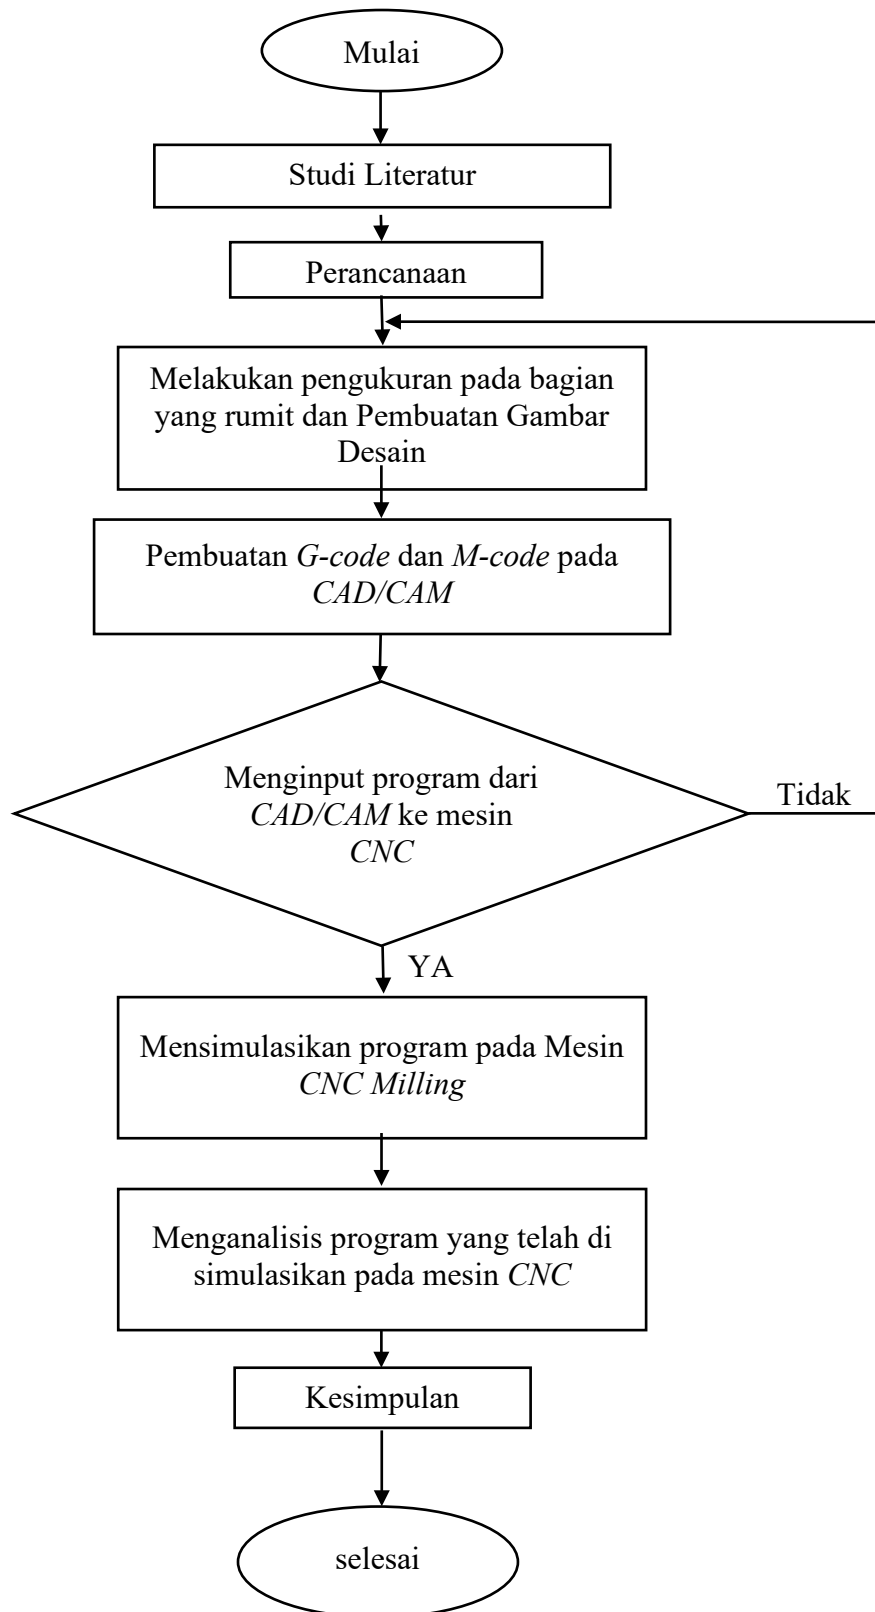 Mulai
Studi Literatur
Perancanaan
Melakukan pengukuran pada bagian
yang rumit dan Pembuatan Gambar
Desain
Pembuatan G-code dan M-code pada
CAD/CAM
Menginput program dari
CAD/CAM ke mesin
CNC
Tidak
YA
Mensimulasikan program pada Mesin
CNC Milling
Menganalisis program yang telah di
simulasikan pada mesin CNC
Kesimpulan
selesai